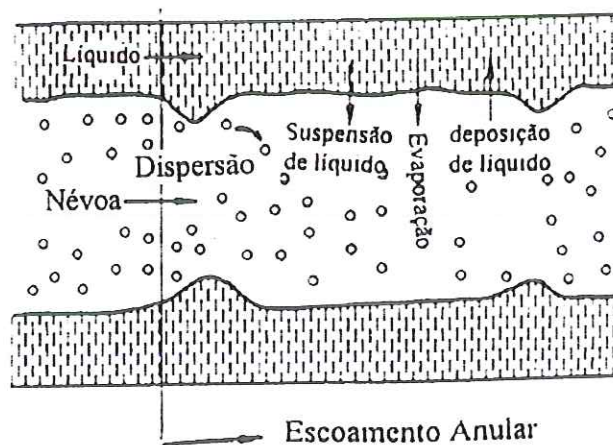 Líquido
Suspensão
de líquido
Evaporação
deposição
de líquido
Dispersão
Névoa
Escoamento Anular